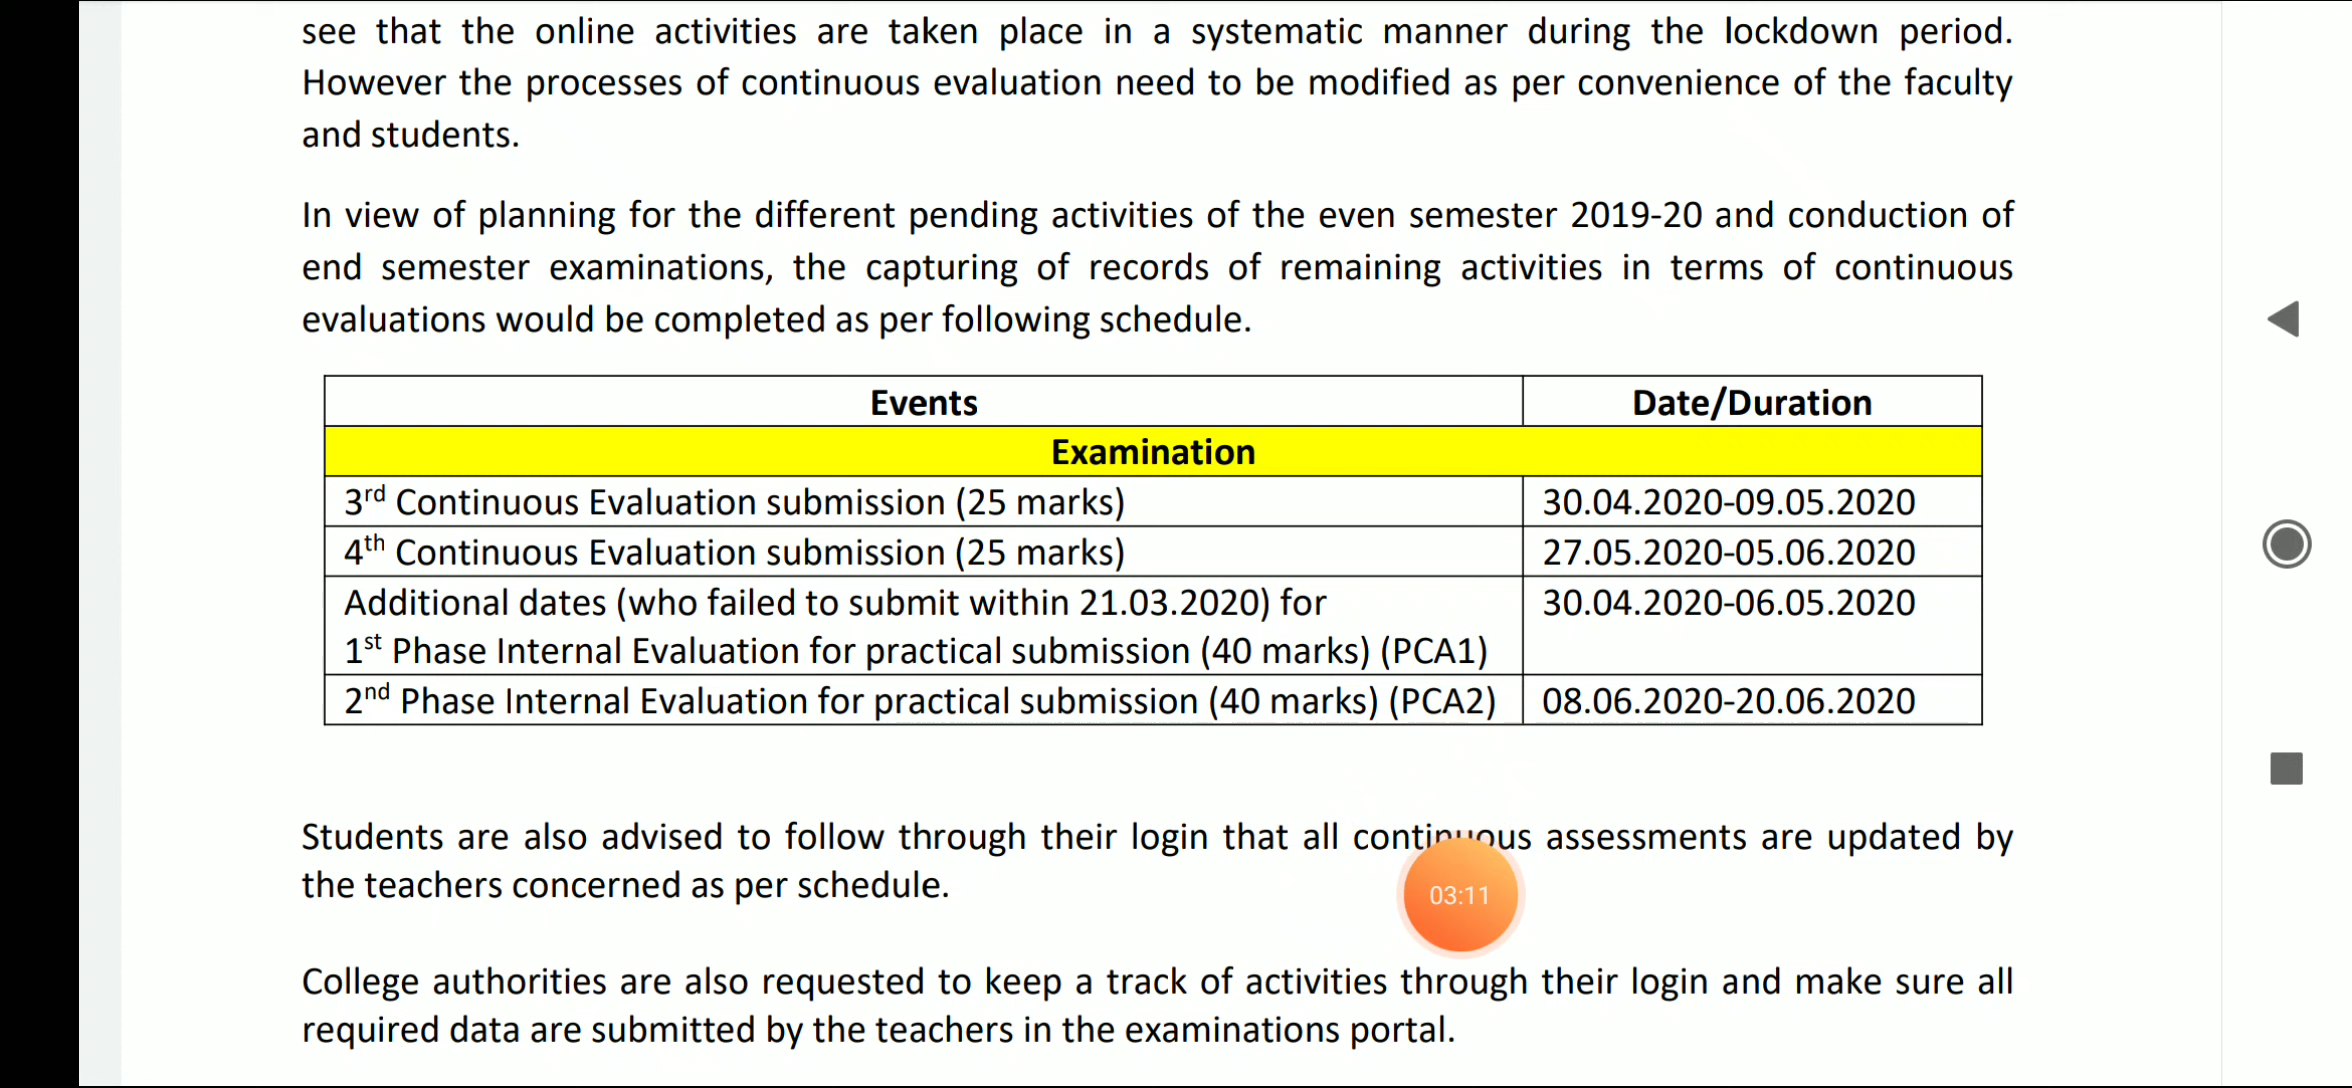 see that the online activities are taken place in a systematic manner during the lockdown period.
However the processes of continuous evaluation need to be modified as per convenience of the faculty
and students.
In view of planning for the different pending activities of the even semester 2019-20 and conduction of
end semester examinations, the capturing of records of remaining activities in terms of continuous
evaluations would be completed as per following schedule.
Events Date/Duration
Examination
3rd Continuous Evaluation submission (25 marks) 30.04.2020-09.05.2020
4th Continuous Evaluation submission (25 marks) 27.05.2020-05.06.2020
Additional dates (who failed to submit within 21.03.2020) for 30.04.2020-06.05.2020
1st Phase Internal Evaluation for practical submission (40 marks) (PCA1)
2nd Phase Internal Evaluation for practical submission (40 marks) (PCA2) 08.06.2020-20.06.2020
Students are also advised to follow through their login that all continuous assessments are updated by
the teachers concerned as per schedule.
03:11
College authorities are also requested to keep a track of activities through their login and make sure all
required data are submitted by the teachers in the examinations portal.